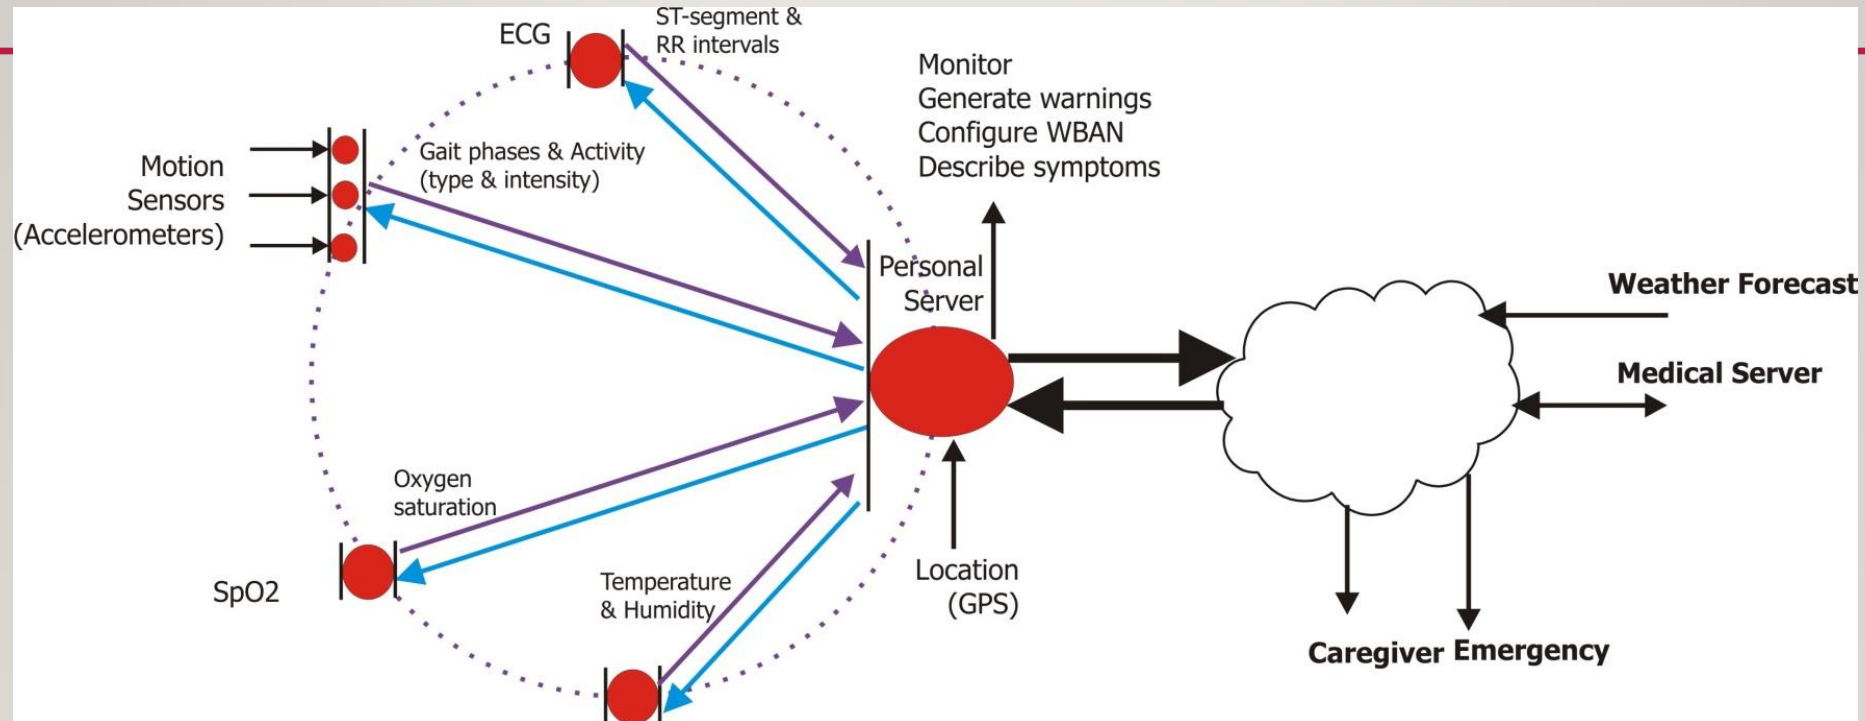 ECG
ST-segment &
RR intervals
Monitor
Generate warnings
Configure WBAN
Describe symptoms
Motion
Sensors
(Accelerometers)
Gait phases & Activity
(type & intensity)
Personal
Server
Weather Forecast
Medical Server
Oxygen
saturation
SpO2
Temperature
& Humidity
Location
(GPS)
Caregiver Emergency